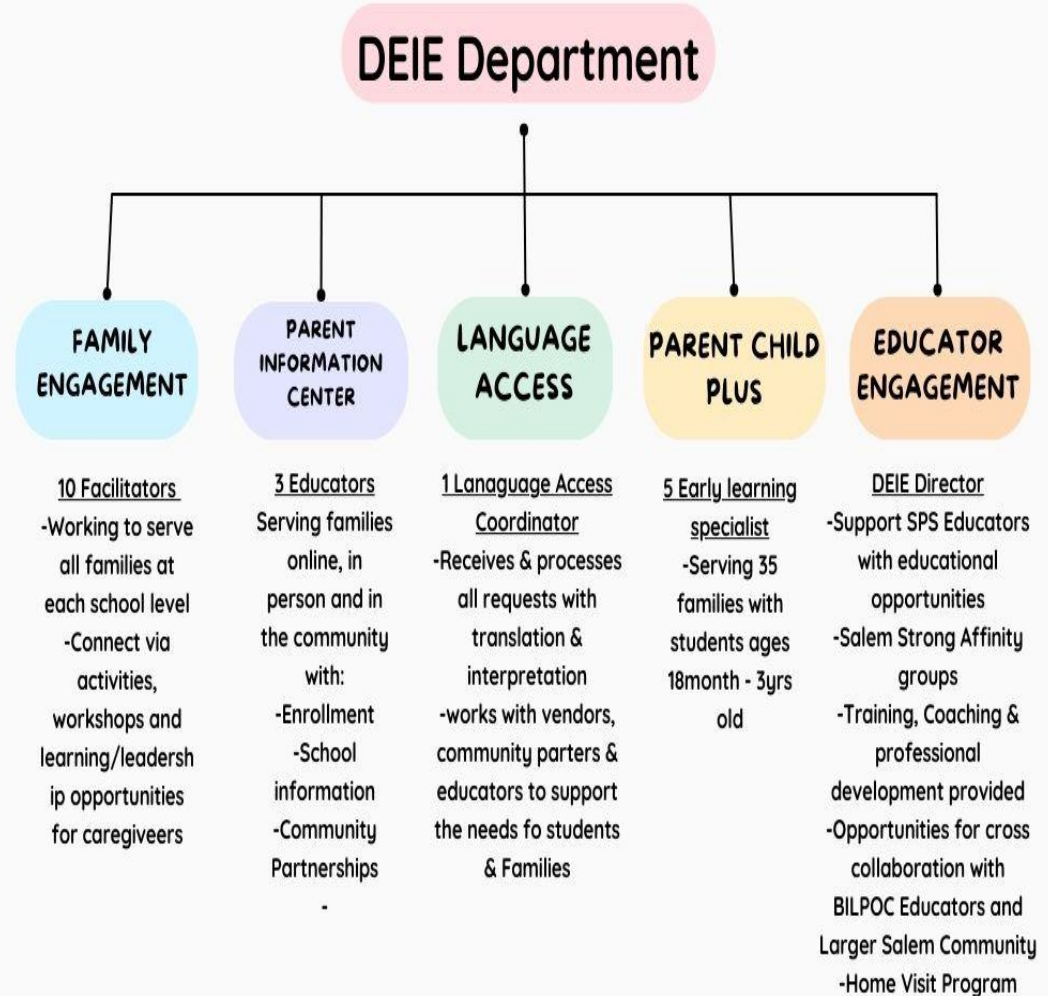 DEIE Department
FAMILY
ENGAGEMENT
10 Facilitators
-Working to serve
all families at
each school level
-Connect via
activities,
workshops and
learning/leadersh
ip opportunities
for caregiveers
PARENT
INFORMATION
CENTER
3 Educators
Serving families
online, in
person and in
the community
with:
-Enrollment
-School
information
-Community
Partnerships
-
LANGUAGE
ACCESS
1 Lanaguage Access
Coordinator
-Receives & processes
all requests with
translation &
interpretation
-works with vendors,
community parters &
educators to support
the needs fo students
& Families
PARENT CHILD
PLUS
5 Early learning
specialist
-Serving 35
families with
students ages
18month - 3yrs
old
EDUCATOR
ENGAGEMENT
DEIE Director
-Support SPS Educators
with educational
opportunities
-Salem Strong Affinity
groups
-Training, Coaching &
professional
development provided
-Opportunities for cross
collaboration with
BILPOC Educators and
Larger Salem Community
-Home Visit Program